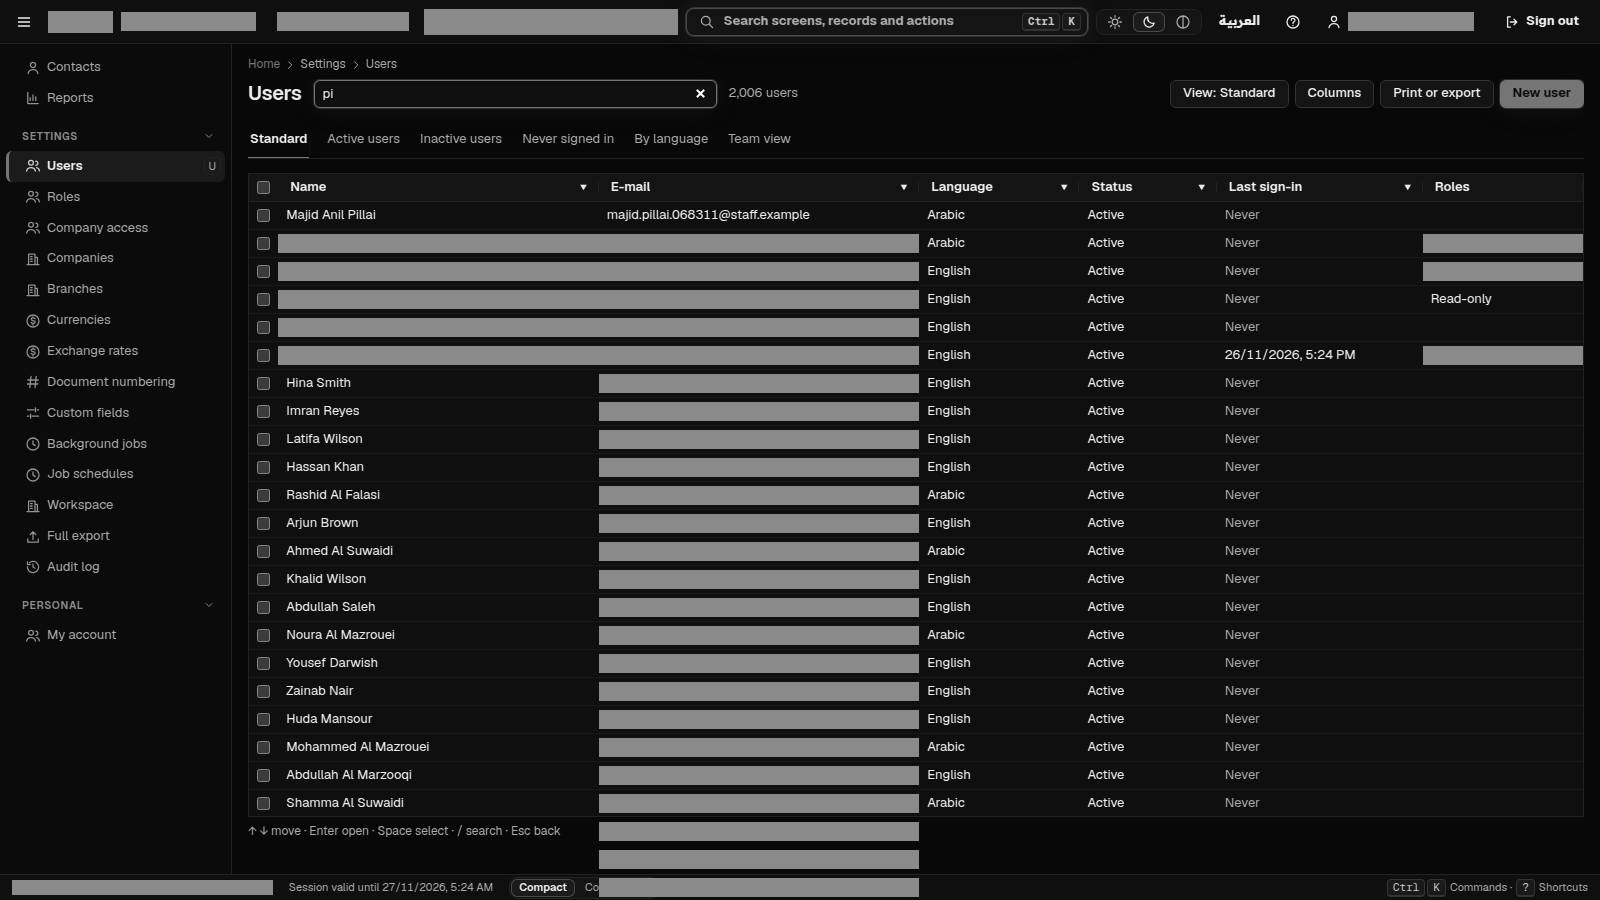 Search screens, records and actions Ctrl K العربية Sign out
Contacts
Reports
SETTINGS
Users U
Roles
Company access
Companies
Branches
Currencies
Exchange rates
Document numbering
Custom fields
Background jobs
Job schedules
Workspace
Full export
Audit log
PERSONAL
My account
Home > Settings > Users
Users pi 2,006 users View: Standard Columns Print or export New user
Standard Active users Inactive users Never signed in By language Team view
Name E-mail Language Status Last sign-in Roles
Majid Anil Pillai majid.pillai.068311@staff.example Arabic Active Never
Arabic Active Never
English Active Never
English Active Never Read-only
English Active Never
English Active 26/11/2026, 5:24 PM
Hina Smith English Active Never
Imran Reyes English Active Never
Latifa Wilson English Active Never
Hassan Khan English Active Never
Rashid Al Falasi Arabic Active Never
Arjun Brown English Active Never
Ahmed Al Suwaidi Arabic Active Never
Khalid Wilson English Active Never
Abdullah Saleh English Active Never
Noura Al Mazrouei Arabic Active Never
Yousef Darwish English Active Never
Zainab Nair English Active Never
Huda Mansour English Active Never
Mohammed Al Mazrouei Arabic Active Never
Abdullah Al Marzooqi English Active Never
Shamma Al Suwaidi Arabic Active Never
↑↓ move · Enter open · Space select · / search · Esc back
Session valid until 27/11/2026, 5:24 AM Compact Ctrl K Commands · ? Shortcuts